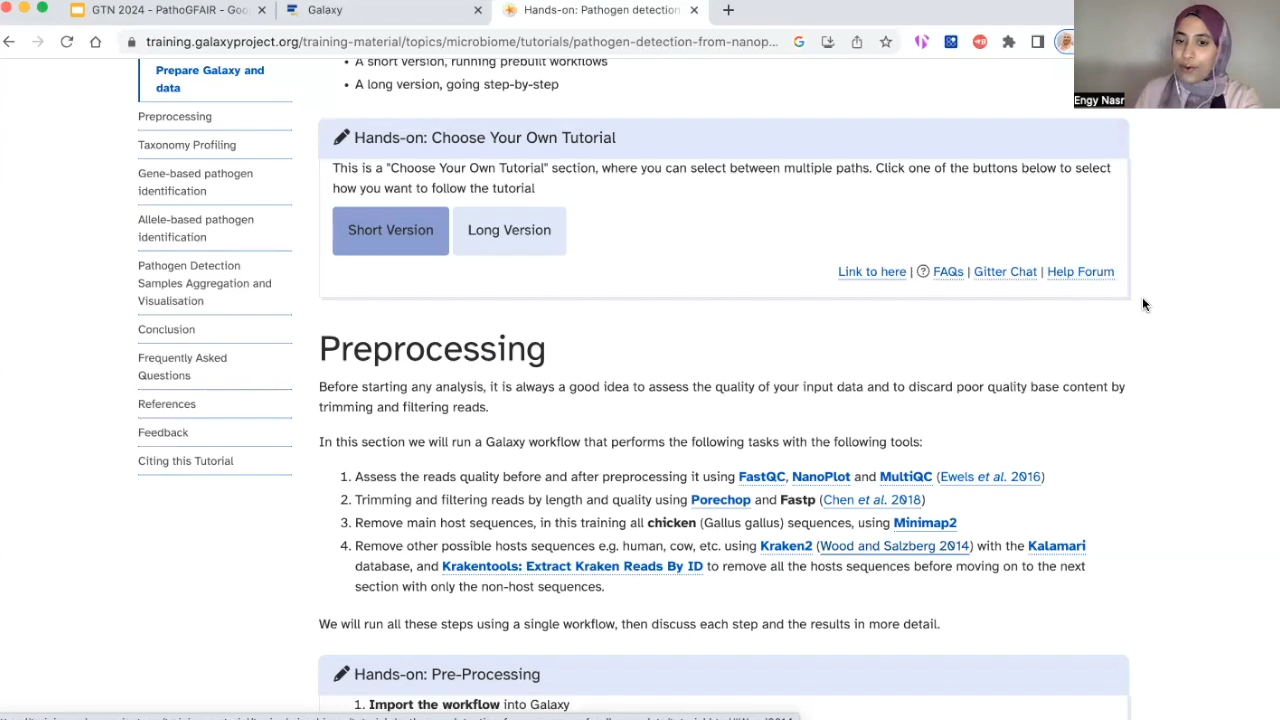 GTN 2024 - PathoGFAIR - Goo
Galaxy
Hands-on: Pathogen detection
training.galaxyproject.org/training-material/topics/microbiome/tutorials/pathogen-detection-from-nanop...
Engy Nasr
Prepare Galaxy and
data
Preprocessing
Taxonomy Profiling
Gene-based pathogen
identification
Allele-based pathogen
identification
Pathogen Detection
Samples Aggregation and
Visualisation
Conclusion
Frequently Asked
Questions
References
Feedback
Citing this Tutorial
• A short version, running prebuilt workflows
• A long version, going step-by-step
Hands-on: Choose Your Own Tutorial
This is a "Choose Your Own Tutorial" section, where you can select between multiple paths. Click one of the buttons below to select
how you want to follow the tutorial
Short Version Long Version
Link to here | FAQs | Gitter Chat | Help Forum
Preprocessing
Before starting any analysis, it is always a good idea to assess the quality of your input data and to discard poor quality base content by
trimming and filtering reads.
In this section we will run a Galaxy workflow that performs the following tasks with the following tools:
1. Assess the reads quality before and after preprocessing it using FastQC, NanoPlot and MultiQC (Ewels et al. 2016)
2. Trimming and filtering reads by length and quality using Porechop and Fastp (Chen et al. 2018)
3. Remove main host sequences, in this training all chicken (Gallus gallus) sequences, using Minimap2
4. Remove other possible hosts sequences e.g. human, cow, etc. using Kraken2 (Wood and Salzberg 2014) with the Kalamari
database, and Krakentools: Extract Kraken Reads By ID to remove all the hosts sequences before moving on to the next
section with only the non-host sequences.
We will run all these steps using a single workflow, then discuss each step and the results in more detail.
Hands-on: Pre-Processing
1. Import the workflow into Galaxy